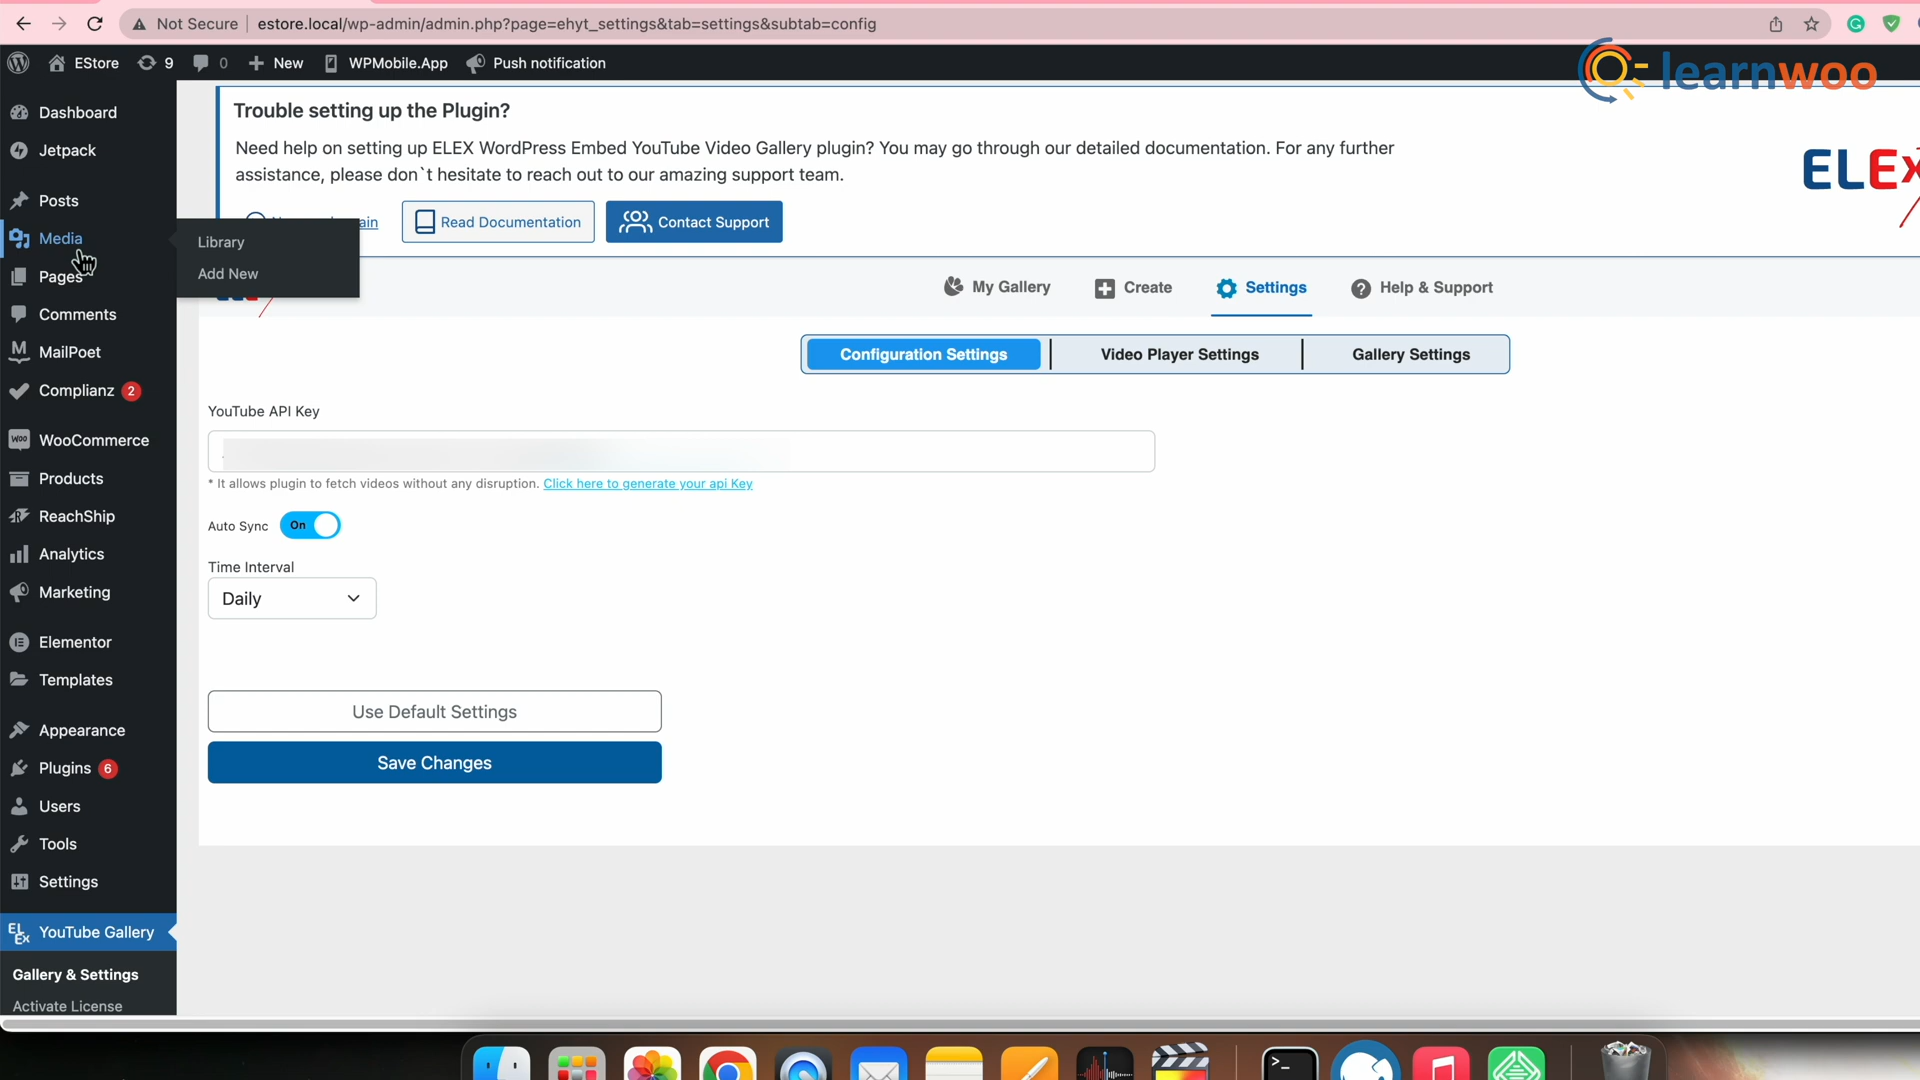 Not Secure estore.local/wp-admin/admin.php?page=ehyt_settings&tab=settings&subtab=config
EStore 9 0 New WPMobile.App Push notification
learnwoo
Dashboard
Jetpack
Posts
Media
Library
Add New
Pages
Comments
MailPoet
Complianz 2
WooCommerce
Products
ReachShip
Analytics
Marketing
Elementor
Templates
Appearance
Plugins 6
Users
Tools
Settings
YouTube Gallery
Gallery & Settings
Activate License
Trouble setting up the Plugin?
Need help on setting up ELEX WordPress Embed YouTube Video Gallery plugin? You may go through our detailed documentation. For any further
assistance, please don`t hesitate to reach out to our amazing support team.
Read Documentation Contact Support
ELEX
My Gallery Create Settings Help & Support
Configuration Settings Video Player Settings Gallery Settings
YouTube API Key
* It allows plugin to fetch videos without any disruption. Click here to generate your api Key
Auto Sync On
Time Interval
Daily
Use Default Settings
Save Changes